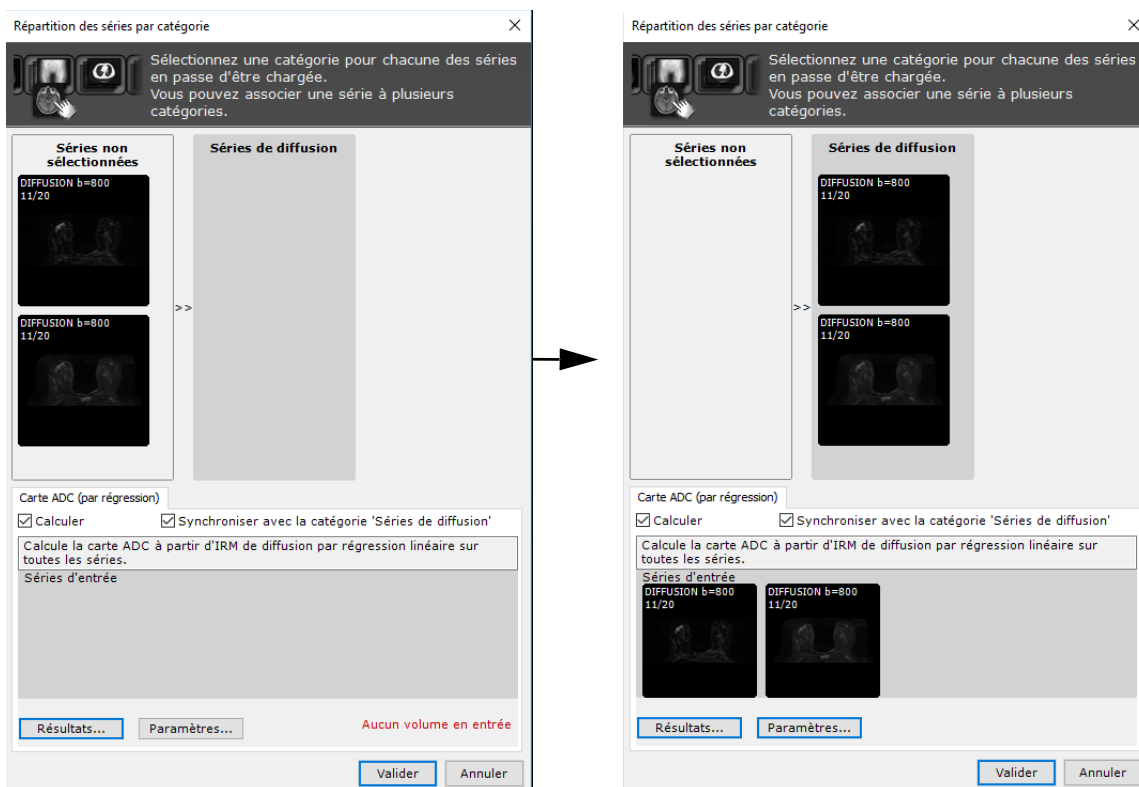 Répartition des séries par catégorie
Sélectionnez une catégorie pour chacune des séries
en passe d'être chargée.
Vous pouvez associer une série à plusieurs
catégories.
Séries non
sélectionnées
Séries de diffusion
DIFFUSION b=800
11/20
>>
DIFFUSION b=800
11/20
Carte ADC (par régression)
Calculer
Synchroniser avec la catégorie 'Séries de diffusion'
Calcule la carte ADC à partir d'IRM de diffusion par régression linéaire sur
toutes les séries.
Séries d'entrée
Résultats...
Paramètres...
Aucun volume en entrée
Valider
Annuler
Répartition des séries par catégorie
Sélectionnez une catégorie pour chacune des séries
en passe d'être chargée.
Vous pouvez associer une série à plusieurs
catégories.
Séries non
sélectionnées
Séries de diffusion
DIFFUSION b=800
11/20
>>
DIFFUSION b=800
11/20
Carte ADC (par régression)
Calculer
Synchroniser avec la catégorie 'Séries de diffusion'
Calcule la carte ADC à partir d'IRM de diffusion par régression linéaire sur
toutes les séries.
Séries d'entrée
DIFFUSION b=800
11/20
DIFFUSION b=800
11/20
Résultats...
Paramètres...
Valider
Annuler